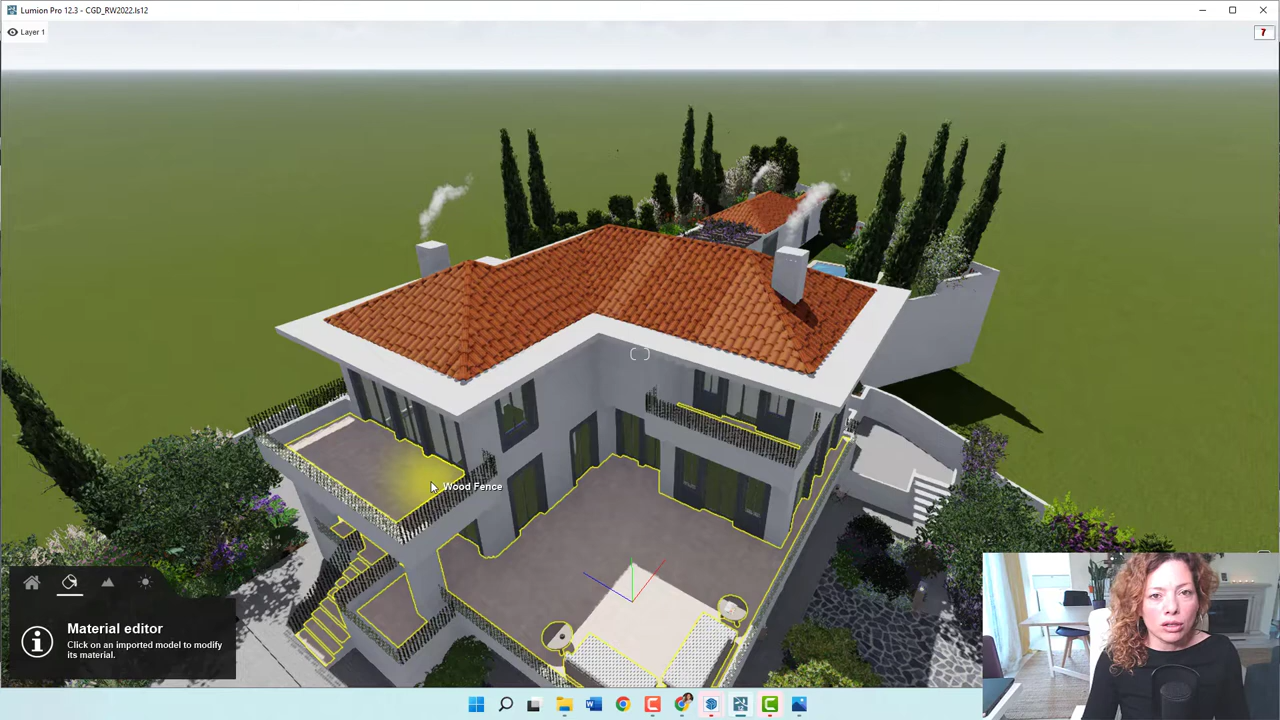 Lumion Pro 12.3 - CGD_RW2022.ls12
Layer 1
7
Wood Fence
Material editor
Click on an imported model to modify
its material.